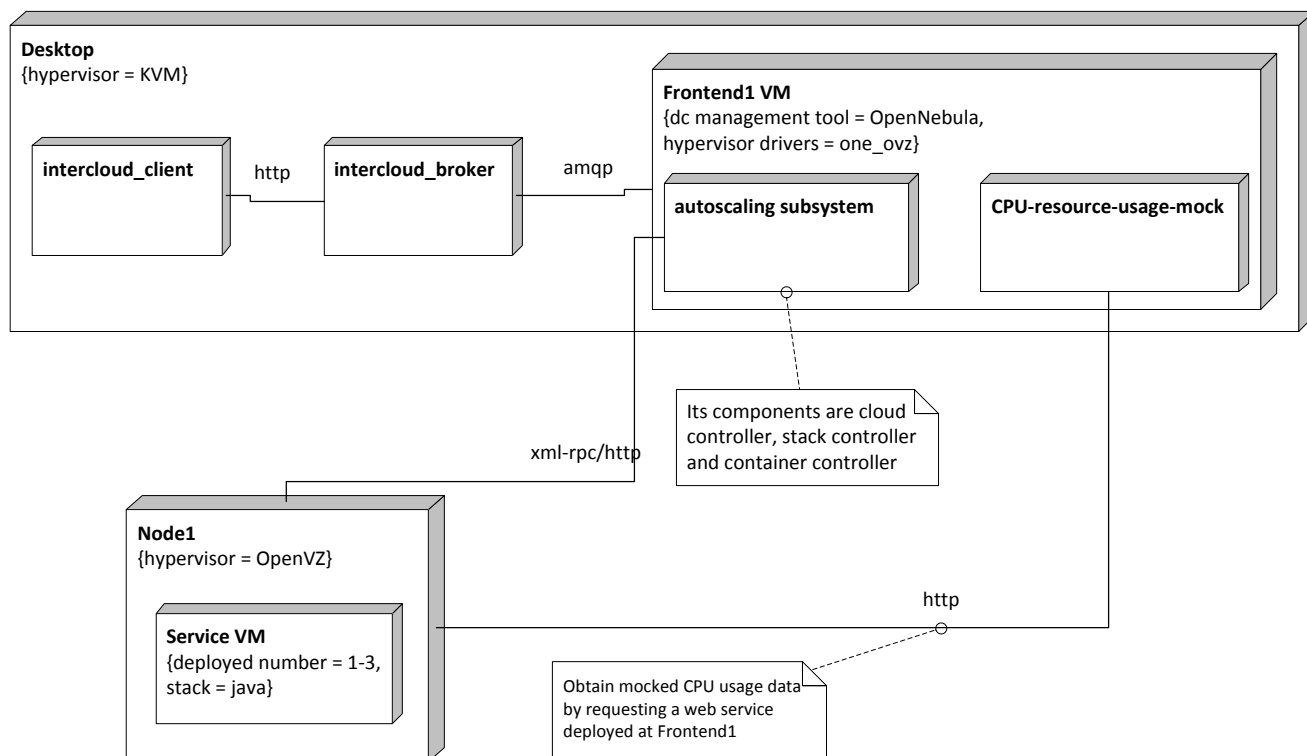 Desktop
{hypervisor = KVM}
Frontend1 VM
{dc management tool = OpenNebula,
hypervisor drivers = one_ovz}
intercloud_client
http
intercloud_broker
amqp
autoscaling subsystem
CPU-resource-usage-mock
Its components are cloud
controller, stack controller
and container controller
xml-rpc/http
Node1
{hypervisor = OpenVZ}
Service VM
{deployed number = 1-3,
stack = java}
http
Obtain mocked CPU usage data
by requesting a web service
deployed at Frontend1